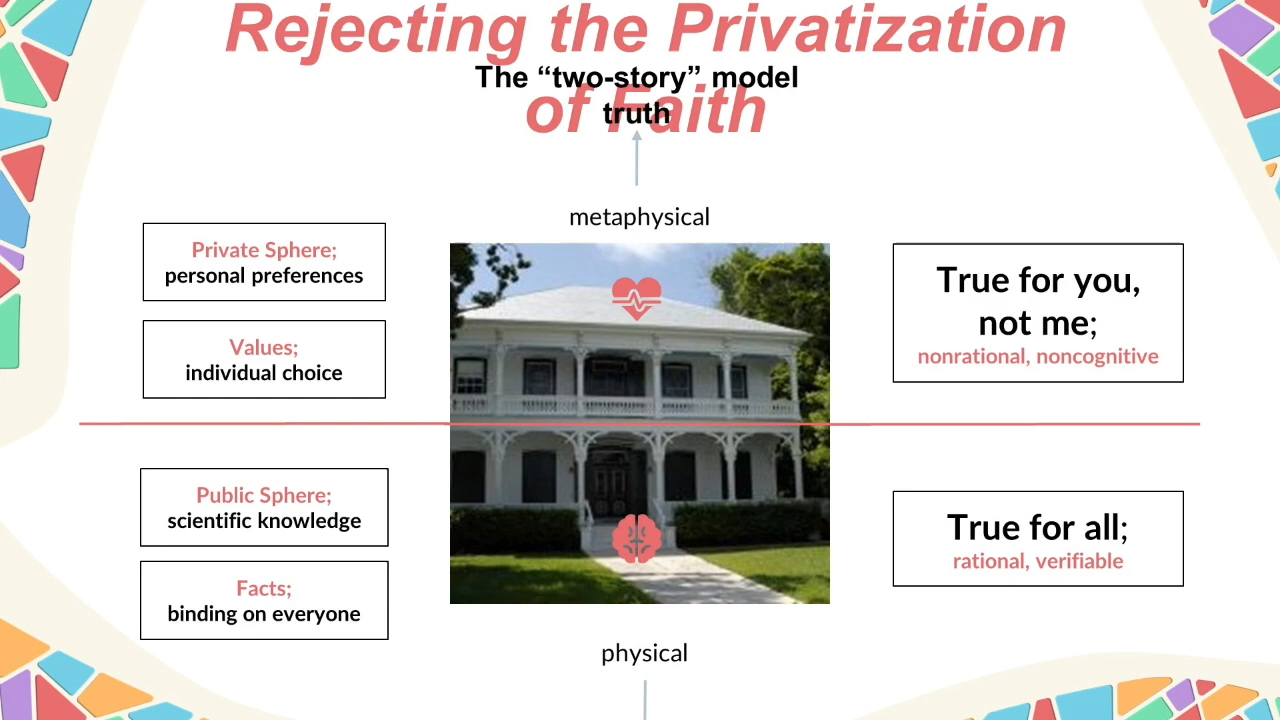 Rejecting the Privatization
of Faith
The “two-story” model
truth
metaphysical
Private Sphere;
personal preferences
Values;
individual choice
True for you,
not me;
nonrational, noncognitive
Public Sphere;
scientific knowledge
Facts;
binding on everyone
True for all;
rational, verifiable
physical